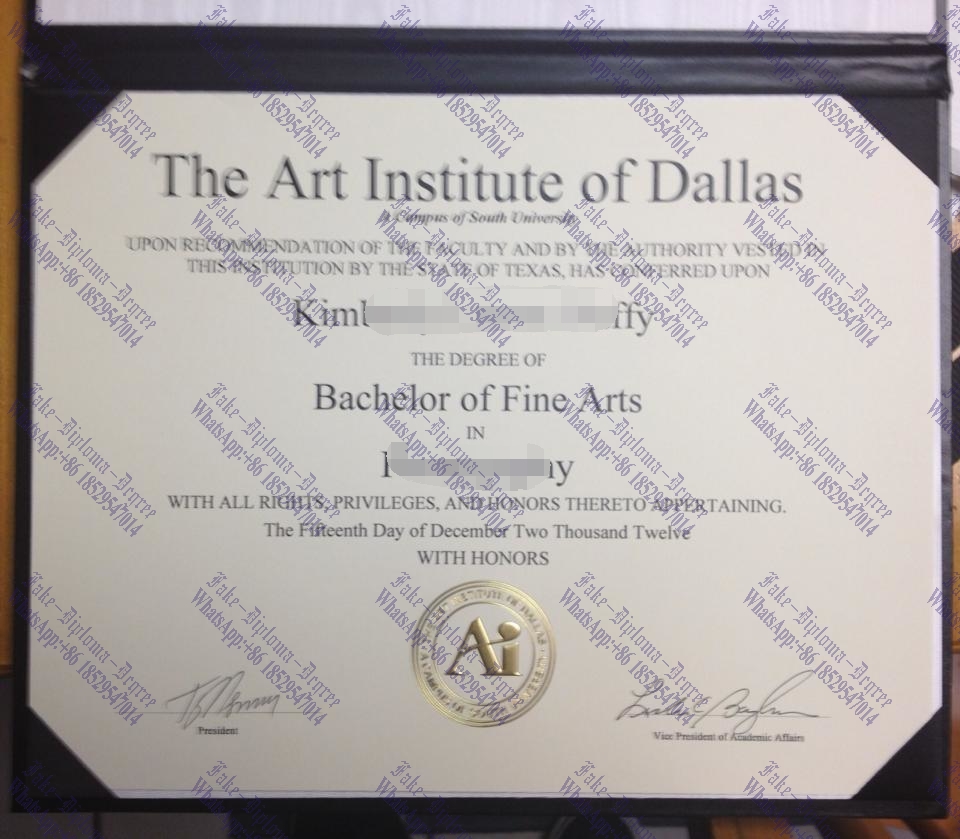 The Art Institute of Dallas
A Campus of South University
UPON RECOMMENDATION OF THE FACULTY AND BY THE AUTHORITY VESTED IN
THIS INSTITUTION BY THE STATE OF TEXAS, HAS CONFERRED UPON
THE DEGREE OF
Bachelor of Fine Arts
IN
WITH ALL RIGHTS, PRIVILEGES, AND HONORS THERETO APPERTAINING.
The Fifteenth Day of December Two Thousand Twelve
WITH HONORS
Ai
President
Vice President of Academic Affairs
Fake-Diploma-Degree
WhatsApp:+86 18529547014